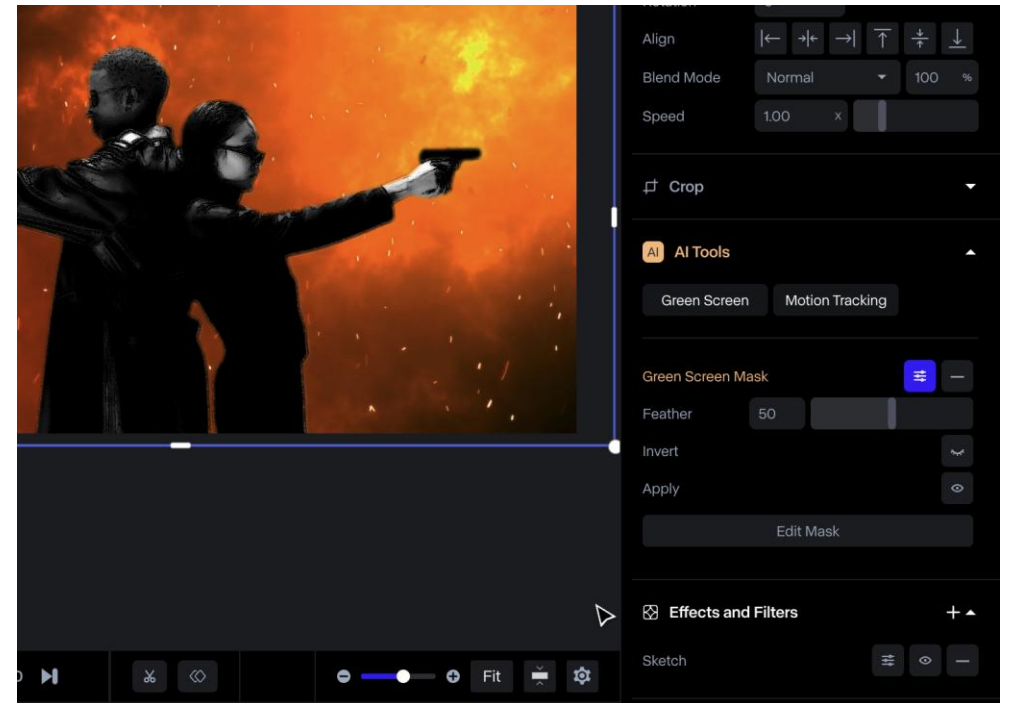 Align
Blend Mode Normal 100 %
Speed 1.00 x
Crop
AI AI Tools
Green Screen Motion Tracking
Green Screen Mask
Feather 50
Invert
Apply
Edit Mask
Effects and Filters
Sketch
Fit